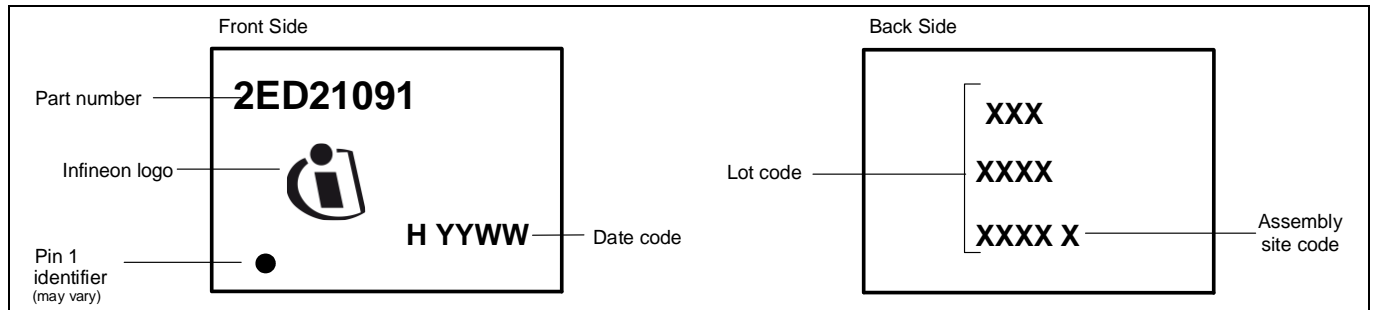 Front Side
Part number
2ED21091
Infineon logo
H YYWW
Date code
Pin 1
identifier
(may vary)
Back Side
XXX
Lot code
XXXX
XXXX X
Assembly
site code